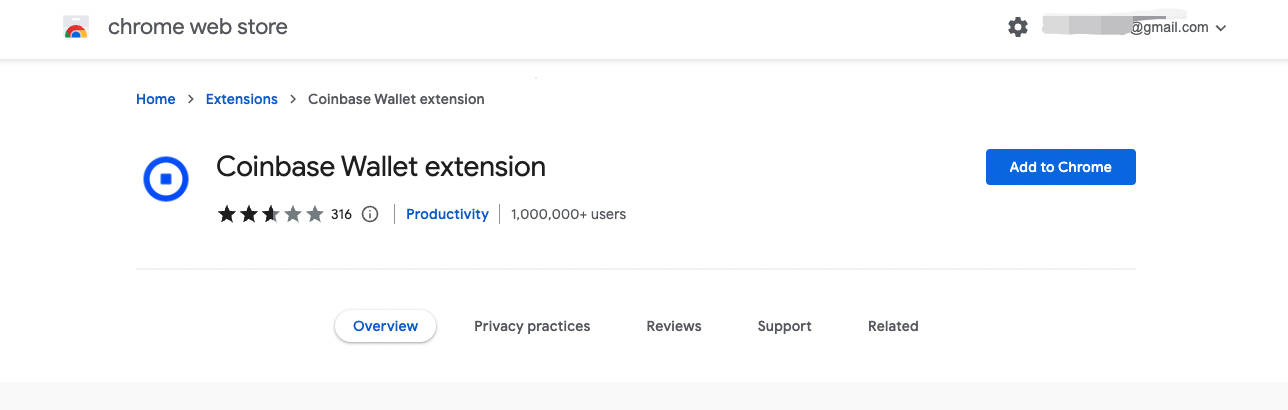 chrome web store
@gmail.com
Home > Extensions > Coinbase Wallet extension
Coinbase Wallet extension
Add to Chrome
316 Productivity 1,000,000+ users
Overview Privacy practices Reviews Support Related